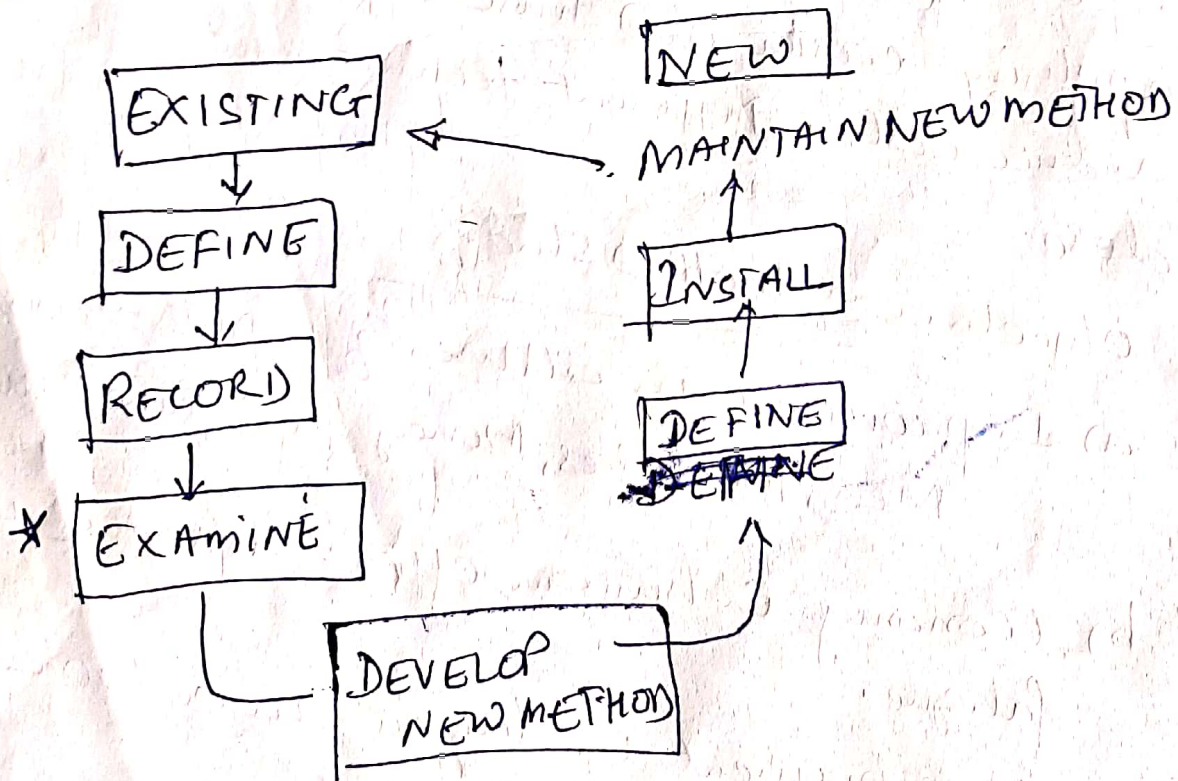 EXISTING
DEFINE
RECORD
EXAMINE
DEVELOP
NEW METHOD
NEW
MAINTAIN NEW METHOD
INSTALL
DEFINE